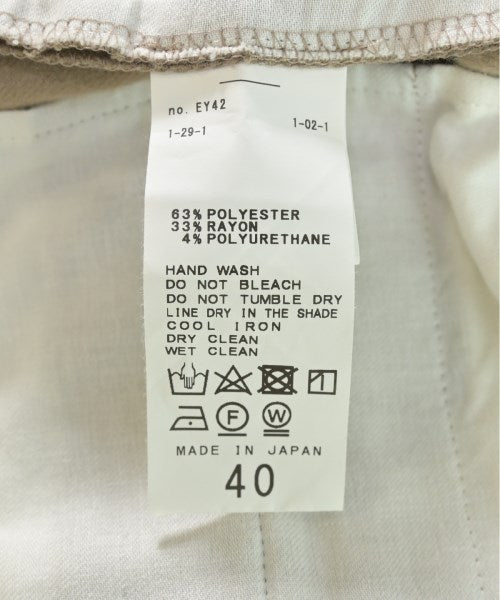 no. EY42
1-29-1 1-02-1
63% POLYESTER
33% RAYON
4% POLYURETHANE
HAND WASH
DO NOT BLEACH
DO NOT TUMBLE DRY
LINE DRY IN THE SHADE
COOL IRON
DRY CLEAN
WET CLEAN
F W
MADE IN JAPAN
40